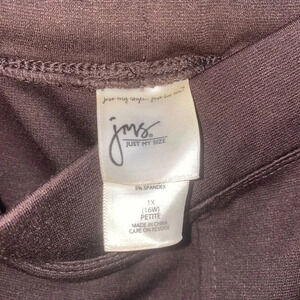 jms®
JUST MY SIZE
5% SPANDEX
1X
(16W)
PETITE
MADE IN CHINA
CARE ON REVERSE